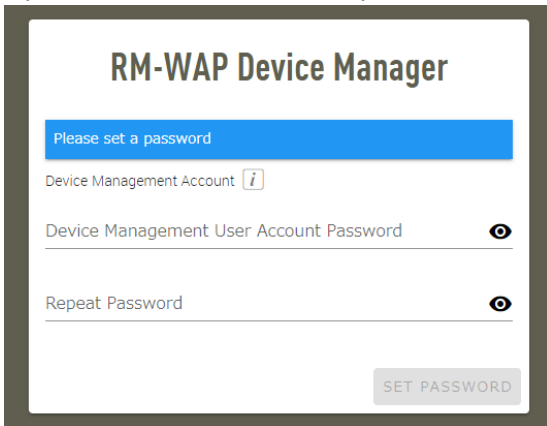 RM-WAP Device Manager
Please set a password
Device Management Account i
Device Management User Account Password
Repeat Password
SET PASSWORD